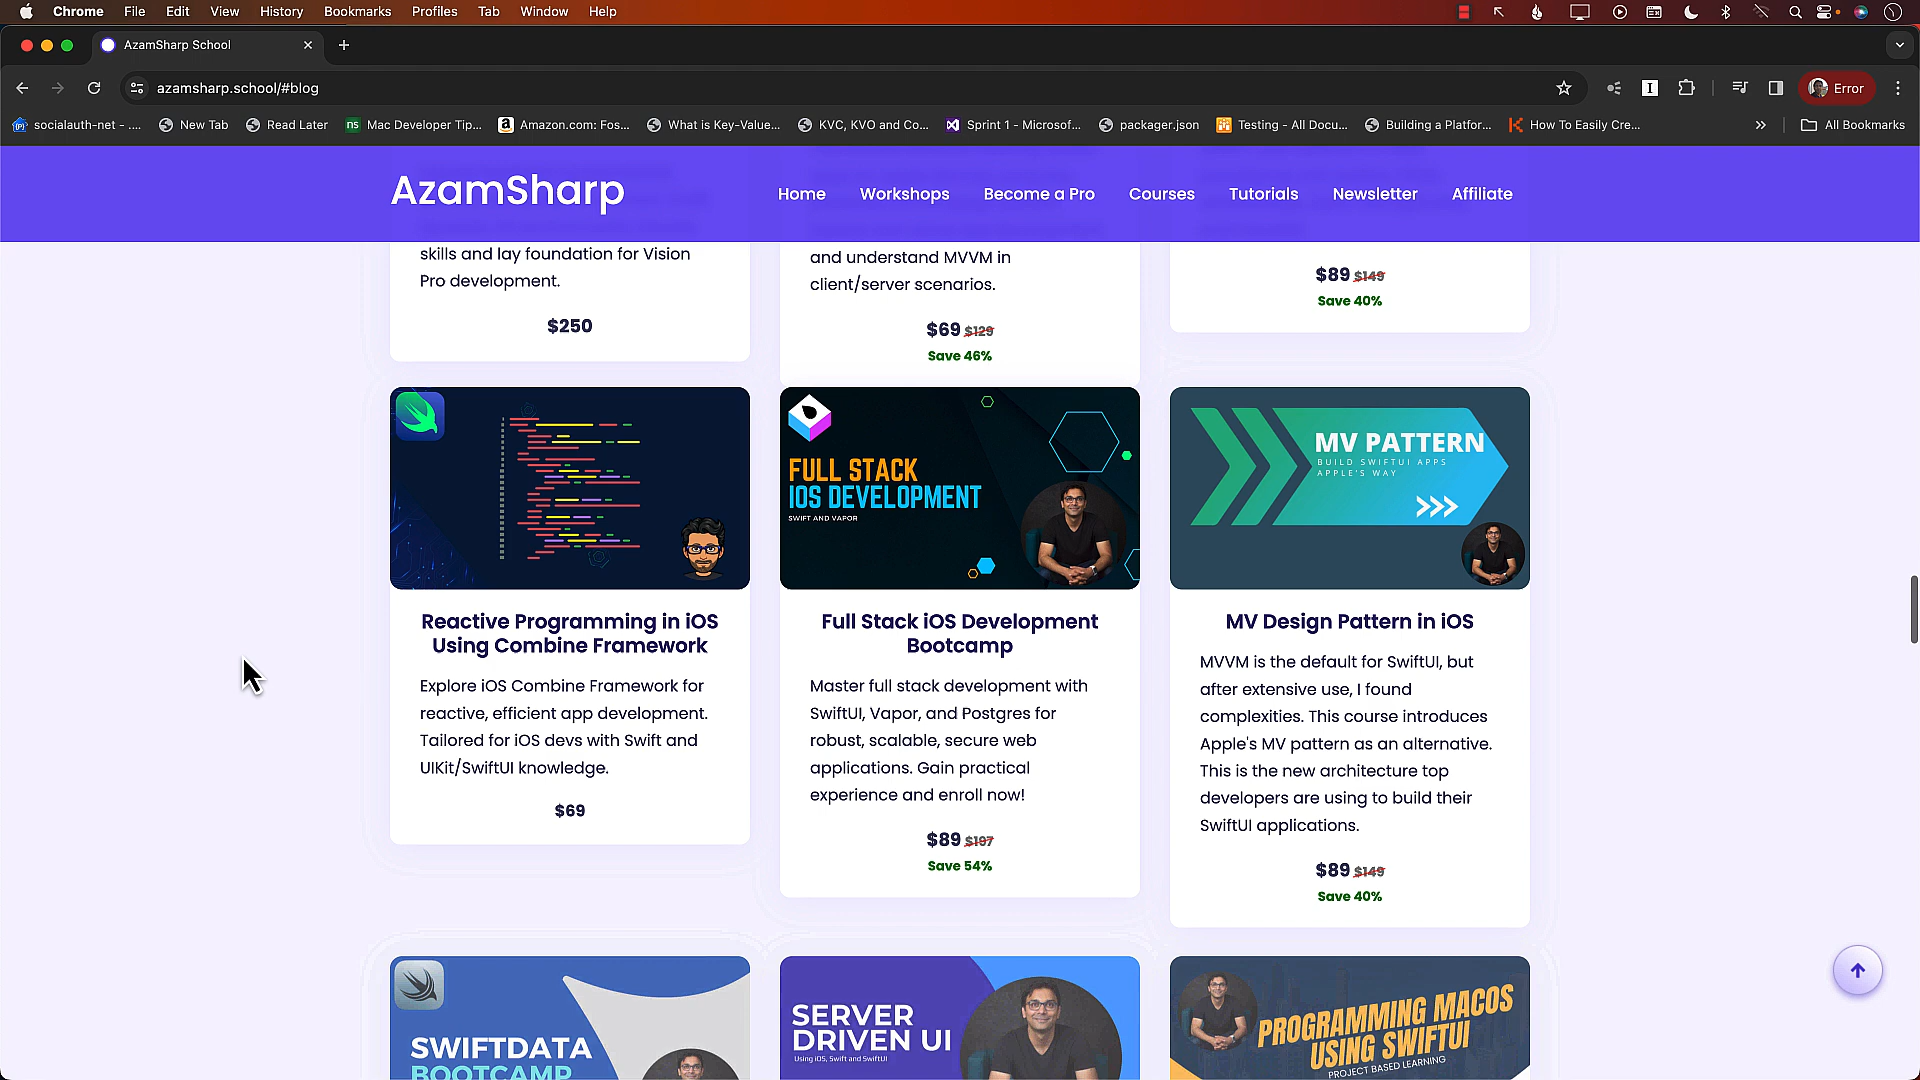 Chrome File Edit View History Bookmarks Profiles Tab Window Help
AzamSharp School
azamsharp.school/#blog
Error
socialauth-net - .... New Tab Read Later Mac Developer Tip... Amazon.com: Fos... What is Key-Value... KVC, KVO and Co... Sprint 1 - Microsof... packager.json Testing - All Docu... Building a Platfor... How To Easily Cre... All Bookmarks
AzamSharp
Home Workshops Become a Pro Courses Tutorials Newsletter Affiliate
skills and lay foundation for Vision
Pro development.
$250
and understand MVVM in
client/server scenarios.
$69 $129
Save 46%
$89 $149
Save 40%
Reactive Programming in iOS
Using Combine Framework
Explore iOS Combine Framework for
reactive, efficient app development.
Tailored for iOS devs with Swift and
UIKit/SwiftUI knowledge.
$69
FULL STACK
IOS DEVELOPMENT
SWIFT AND VAPOR
Full Stack iOS Development
Bootcamp
Master full stack development with
SwiftUI, Vapor, and Postgres for
robust, scalable, secure web
applications. Gain practical
experience and enroll now!
$89 $197
Save 54%
MV PATTERN
BUILD SWIFTUI APPS
APPLE'S WAY
MV Design Pattern in iOS
MVVM is the default for SwiftUI, but
after extensive use, I found
complexities. This course introduces
Apple's MV pattern as an alternative.
This is the new architecture top
developers are using to build their
SwiftUI applications.
$89 $149
Save 40%
SWIFTDATA
BOOTCAMP
SERVER
DRIVEN UI
Using iOS, Swift and SwiftUI
PROGRAMMING MACOS
USING SWIFTUI
PROJECT BASED LEARNING